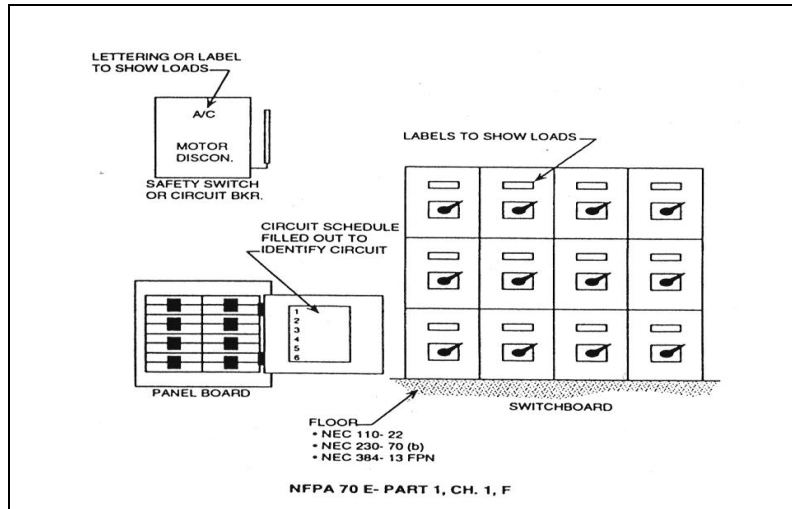 LETTERING OR LABEL
TO SHOW LOADS
A/C
MOTOR
DISCON.
SAFETY SWITCH
OR CIRCUIT BKR.
LABELS TO SHOW LOADS
CIRCUIT SCHEDULE
FILLED OUT TO
IDENTIFY CIRCUIT
1
2
3
4
5
6
PANEL BOARD
SWITCHBOARD
FLOOR
• NEC 110- 22
• NEC 230- 70 (b)
• NEC 384- 13 FPN
NFPA 70 E- PART 1, CH. 1, F